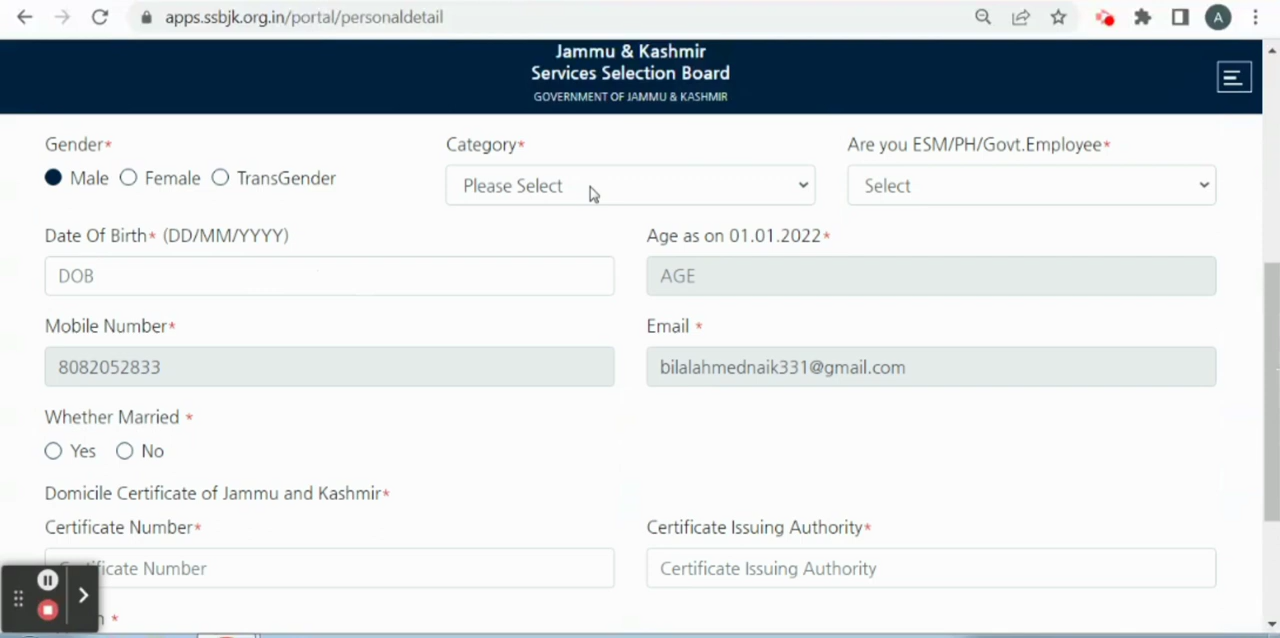 apps.ssbjk.org.in/portal/personaldetail
A
Jammu & Kashmir
Services Selection Board
GOVERNMENT OF JAMMU & KASHMIR
Gender* Category* Are you ESM/PH/Govt.Employee*
Male Female TransGender Please Select Select
Date Of Birth* (DD/MM/YYYY) Age as on 01.01.2022*
DOB AGE
Mobile Number* Email *
8082052833 bilalahmednaik331@gmail.com
Whether Married *
Yes No
Domicile Certificate of Jammu and Kashmir*
Certificate Number* Certificate Issuing Authority*
Certificate Number Certificate Issuing Authority
*